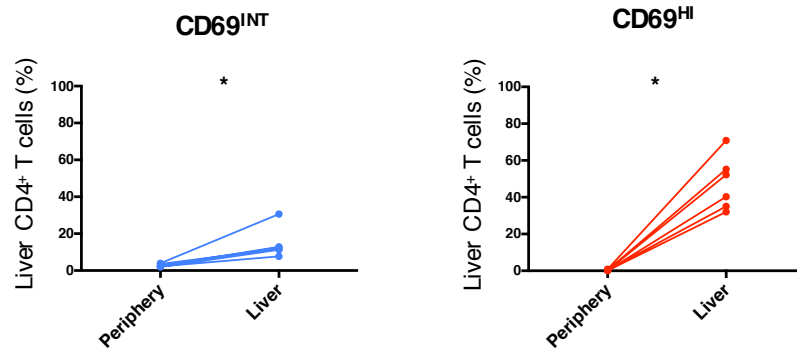 CD69ᴵᴺᵀ
Liver CD4⁺ T cells (%)
100
80
60
40
20
0
*
Periphery
Liver
CD69ᴴᴵ
Liver CD4⁺ T cells (%)
100
80
60
40
20
0
*
Periphery
Liver